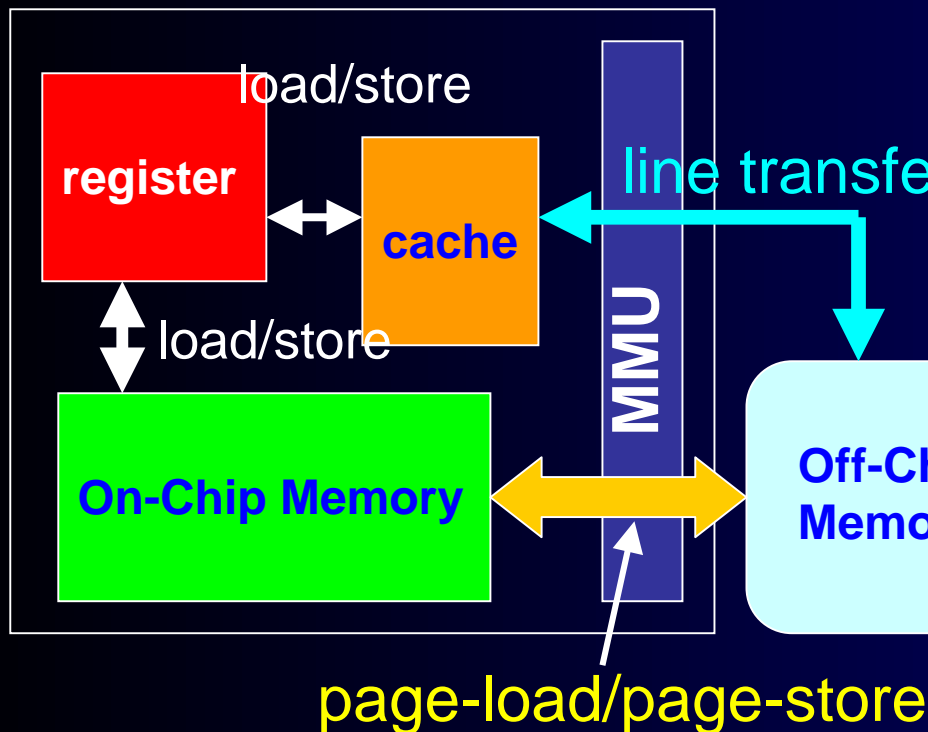 load/store
register
line transfe
cache
MMU
load/store
On-Chip Memory
Off-Ch
Memo
page-load/page-store